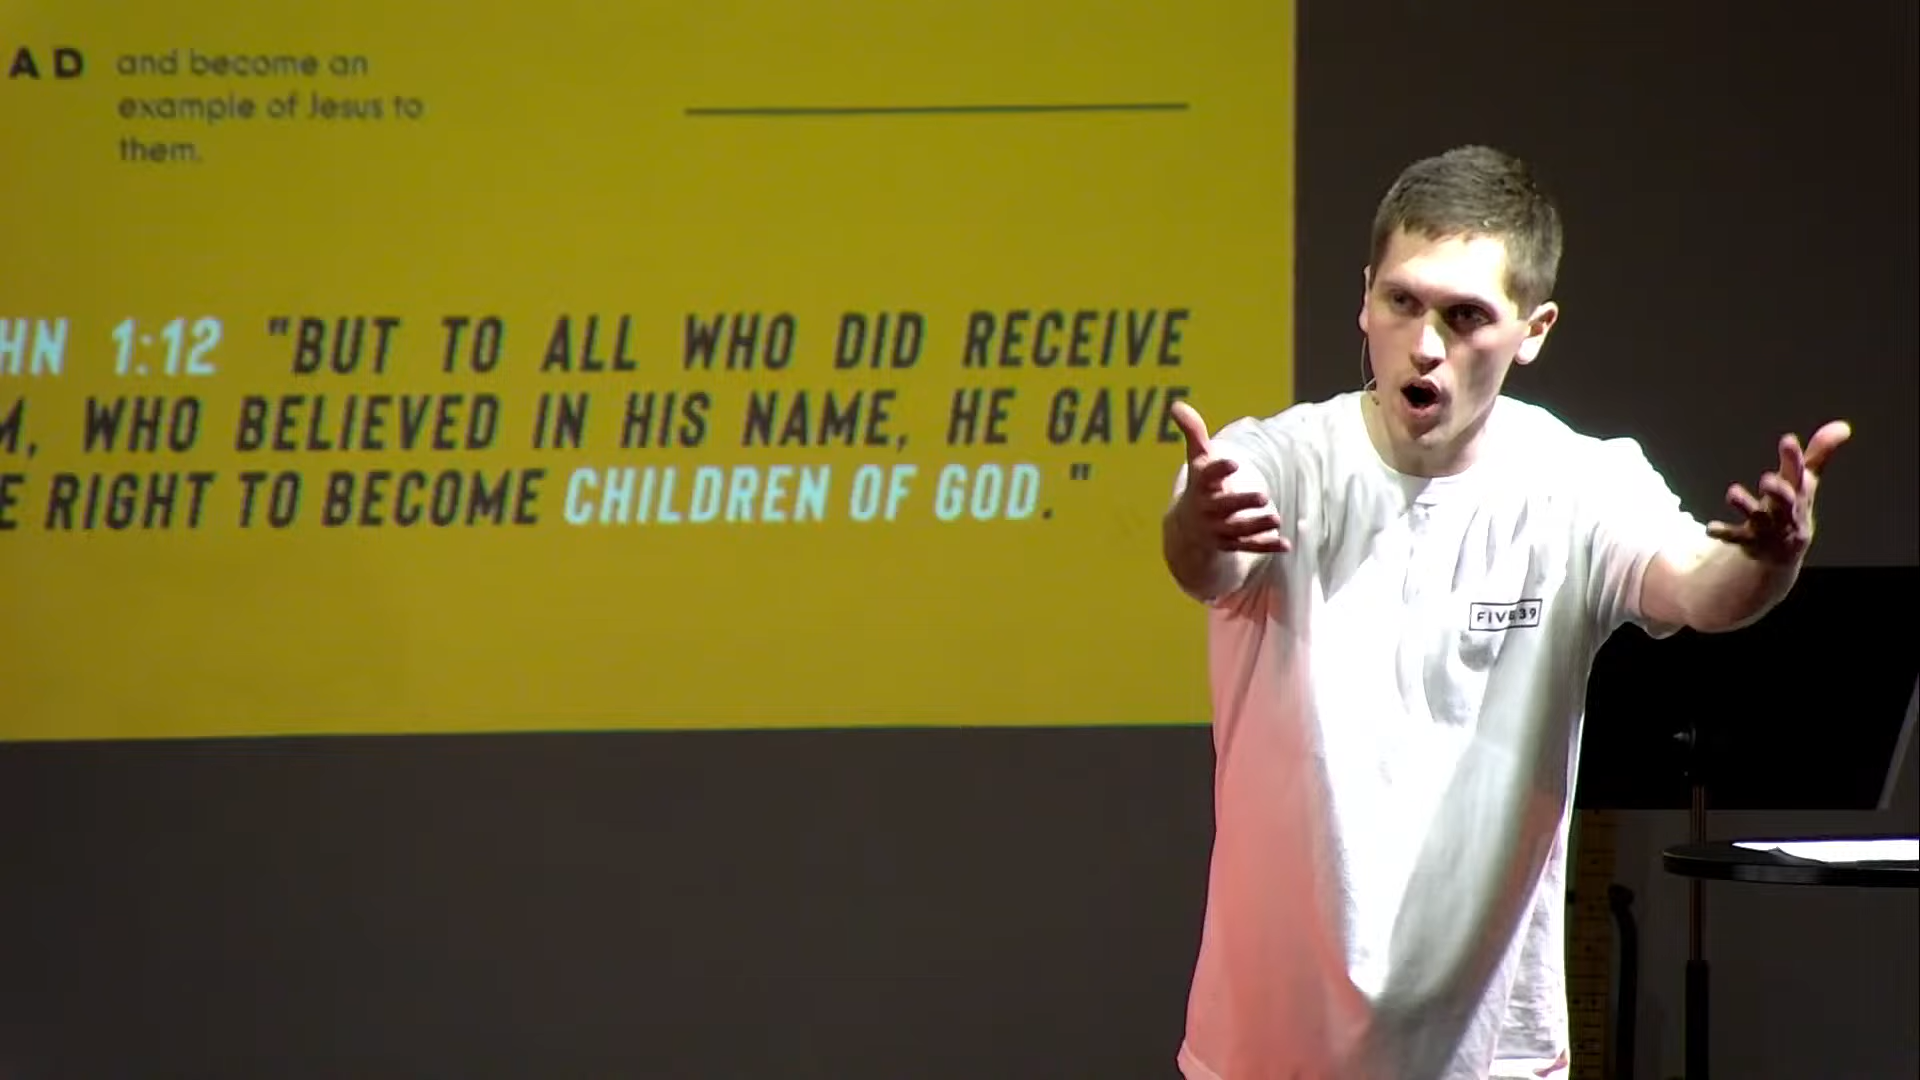 AD
and become an
example of Jesus to
them.
HN 1:12 "BUT TO ALL WHO DID RECEIVE
M, WHO BELIEVED IN HIS NAME, HE GAVE
E RIGHT TO BECOME CHILDREN OF GOD."
FIVE39